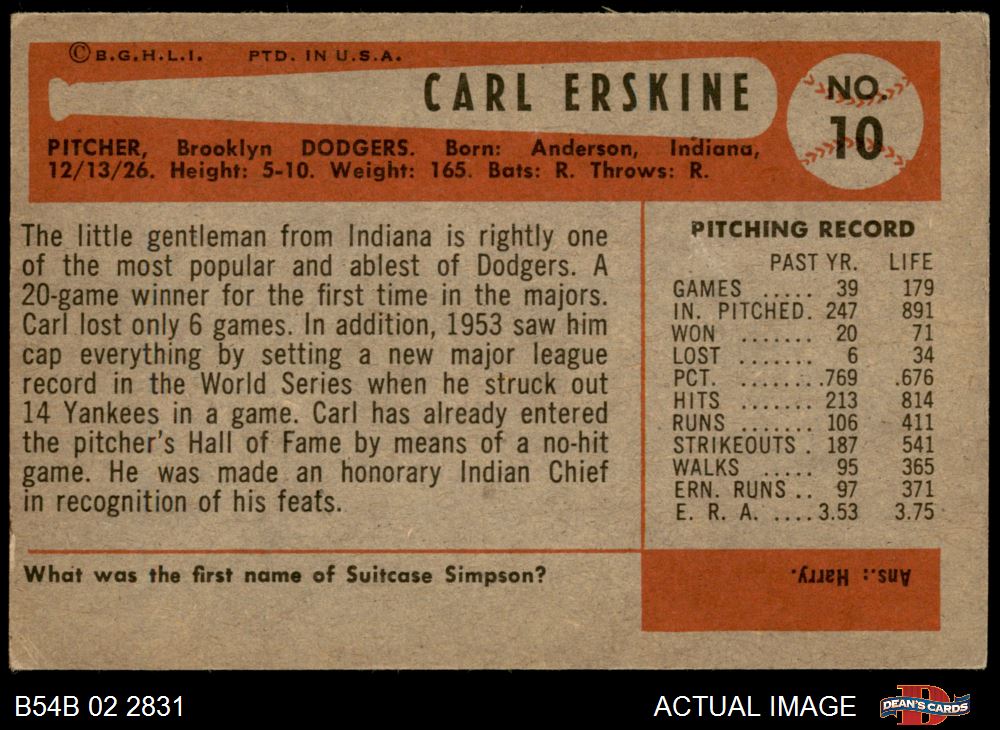 © B.G.H.L.I. PTD. IN U.S.A.
CARL ERSKINE
NO.
10
PITCHER, Brooklyn DODGERS. Born: Anderson, Indiana,
12/13/26. Height: 5-10. Weight: 165. Bats: R. Throws: R.
The little gentleman from Indiana is rightly one
of the most popular and ablest of Dodgers. A
20-game winner for the first time in the majors.
Carl lost only 6 games. In addition, 1953 saw him
cap everything by setting a new major league
record in the World Series when he struck out
14 Yankees in a game. Carl has already entered
the pitcher's Hall of Fame by means of a no-hit
game. He was made an honorary Indian Chief
in recognition of his feats.
PITCHING RECORD
PAST YR. LIFE
GAMES ..... 39 179
IN. PITCHED. 247 891
WON ....... 20 71
LOST ....... 6 34
PCT. ........769 .676
HITS ....... 213 814
RUNS ....... 106 411
STRIKEOUTS . 187 541
WALKS ..... 95 365
ERN. RUNS .. 97 371
E. R. A. ....3.53 3.75
What was the first name of Suitcase Simpson?
Ans.: Harry.
B54B 02 2831
ACTUAL IMAGE
D
DEAN'S CARDS